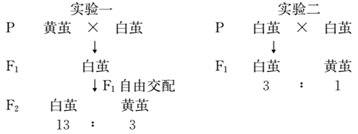 实验一 实验二
P 黄茧 × 白茧 P 白茧 × 白茧
F₁ 白茧 F₁ 白茧 黄茧
F₁自由交配 3 : 1
F₂ 白茧 黄茧
13 : 3